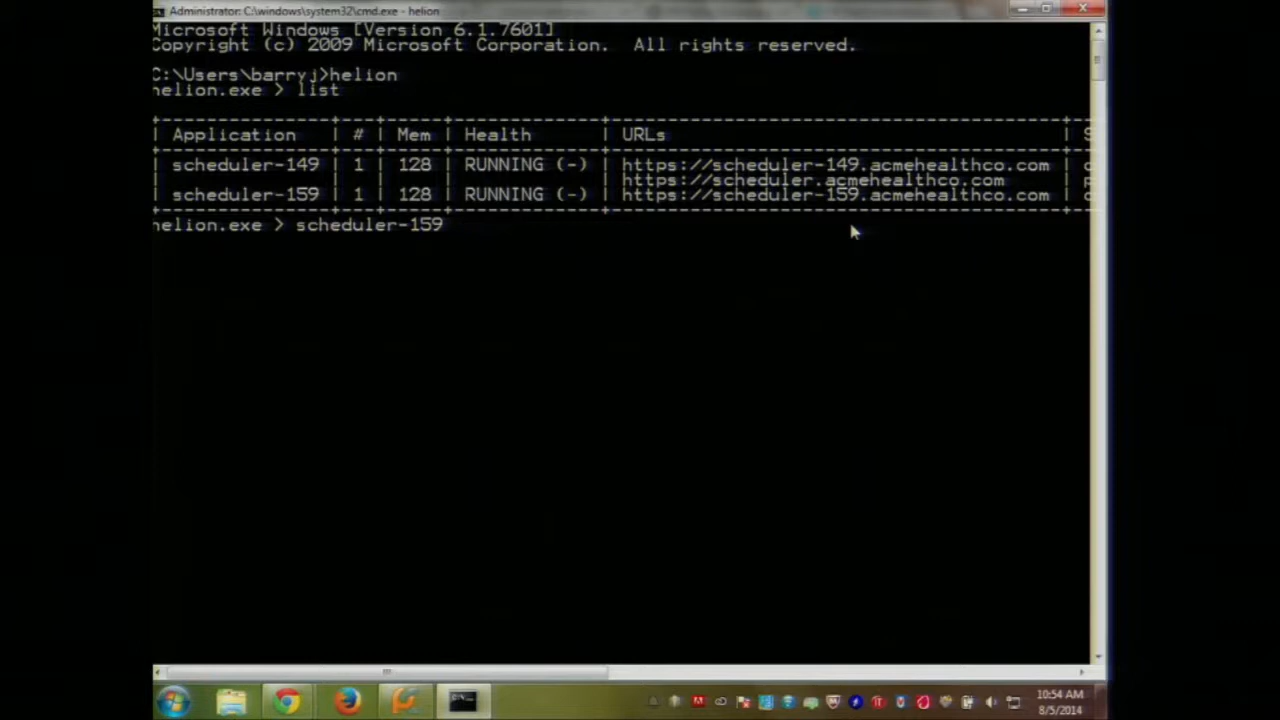 Administrator: C:\windows\system32\cmd.exe - helion
Microsoft Windows [Version 6.1.7601]
Copyright (c) 2009 Microsoft Corporation.  All rights reserved.
C:\Users\barryj>helion
helion.exe > list
| Application | # | Mem | Health | URLs | S
| scheduler-149 | 1 | 128 | RUNNING (-) | https://scheduler-149.acmehealthco.com |
https://scheduler.acmehealthco.com
| scheduler-159 | 1 | 128 | RUNNING (-) | https://scheduler-159.acmehealthco.com |
helion.exe > scheduler-159
10:54 AM
8/5/2014